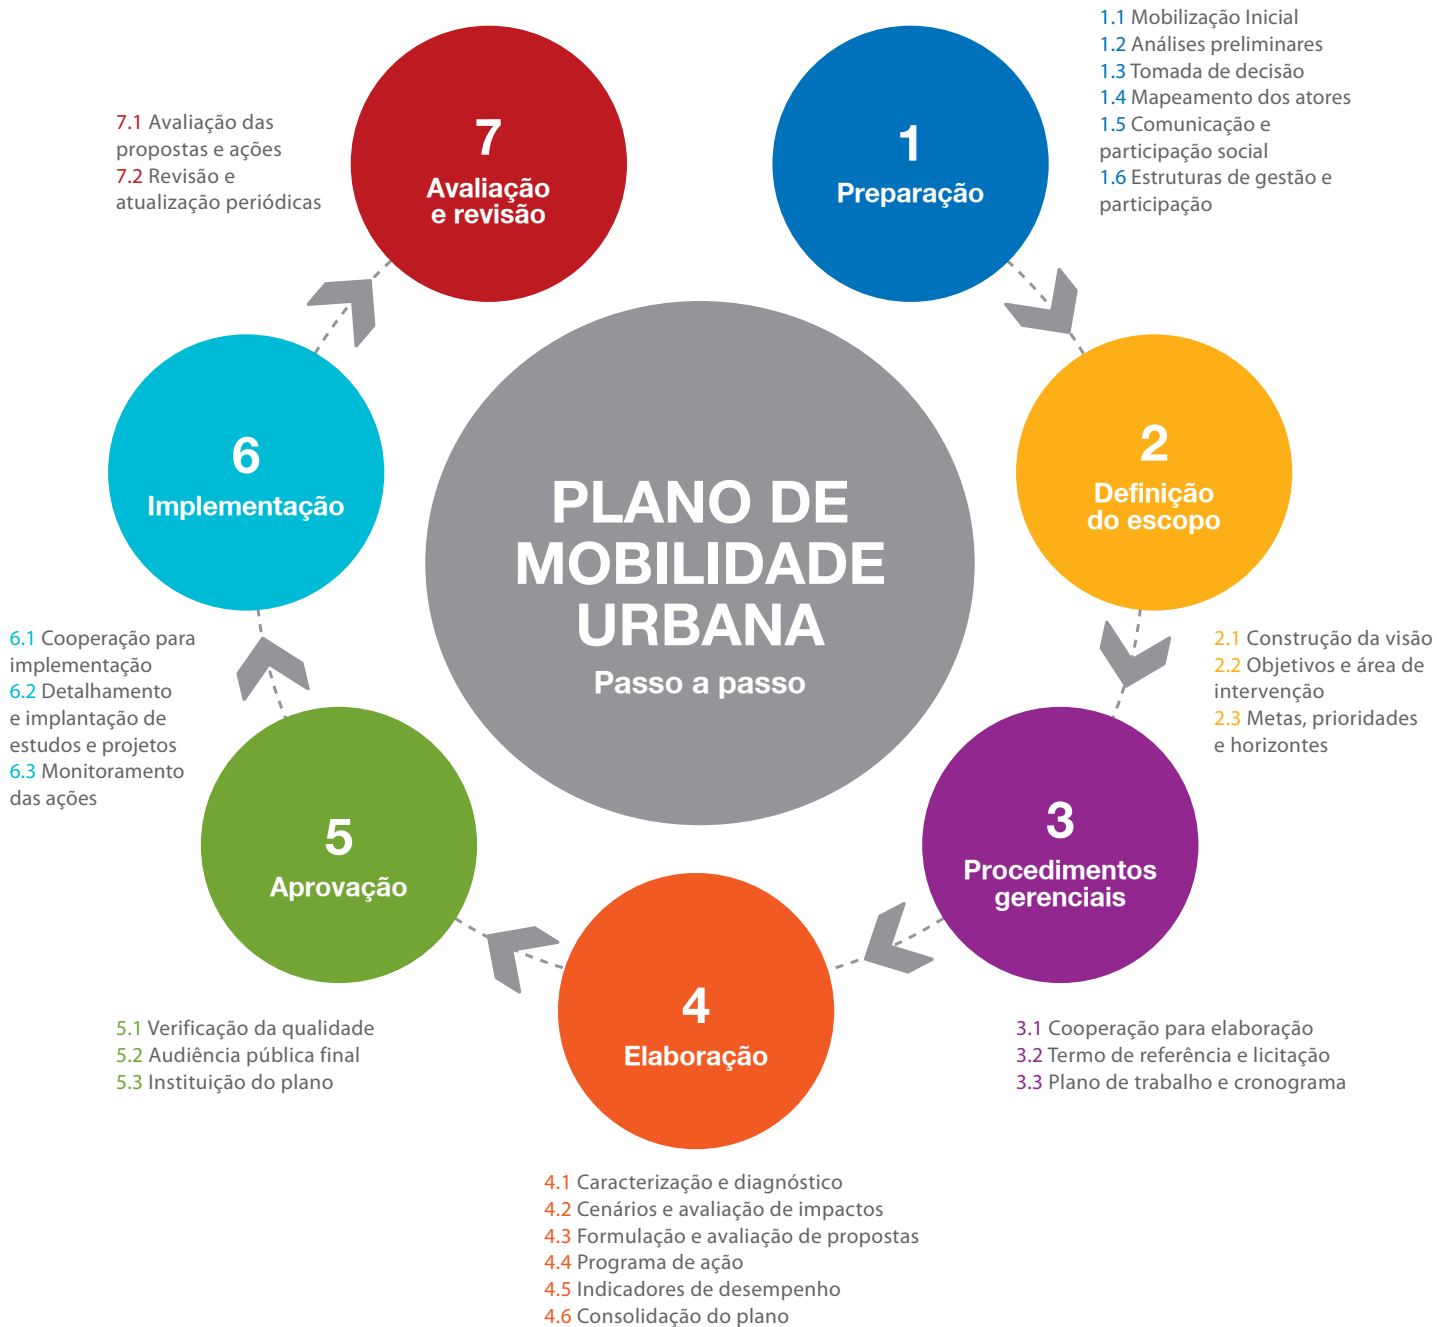 PLANO DE
MOBILIDADE
URBANA
Passo a passo
1
Preparação
1.1 Mobilização Inicial
1.2 Análises preliminares
1.3 Tomada de decisão
1.4 Mapeamento dos atores
1.5 Comunicação e
participação social
1.6 Estruturas de gestão e
participação
2
Definição
do escopo
2.1 Construção da visão
2.2 Objetivos e área de
intervenção
2.3 Metas, prioridades
e horizontes
3
Procedimentos
gerenciais
3.1 Cooperação para elaboração
3.2 Termo de referência e licitação
3.3 Plano de trabalho e cronograma
4
Elaboração
4.1 Caracterização e diagnóstico
4.2 Cenários e avaliação de impactos
4.3 Formulação e avaliação de propostas
4.4 Programa de ação
4.5 Indicadores de desempenho
4.6 Consolidação do plano
5
Aprovação
5.1 Verificação da qualidade
5.2 Audiência pública final
5.3 Instituição do plano
6
Implementação
6.1 Cooperação para
implementação
6.2 Detalhamento
e implantação de
estudos e projetos
6.3 Monitoramento
das ações
7
Avaliação
e revisão
7.1 Avaliação das
propostas e ações
7.2 Revisão e
atualização periódicas